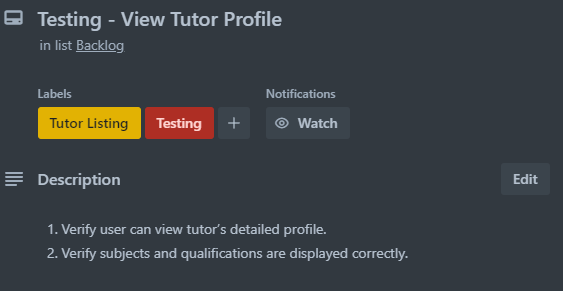 Testing - View Tutor Profile
in list Backlog
Labels
Notifications
Tutor Listing
Testing
+
Watch
Description
Edit
1. Verify user can view tutor’s detailed profile.
2. Verify subjects and qualifications are displayed correctly.